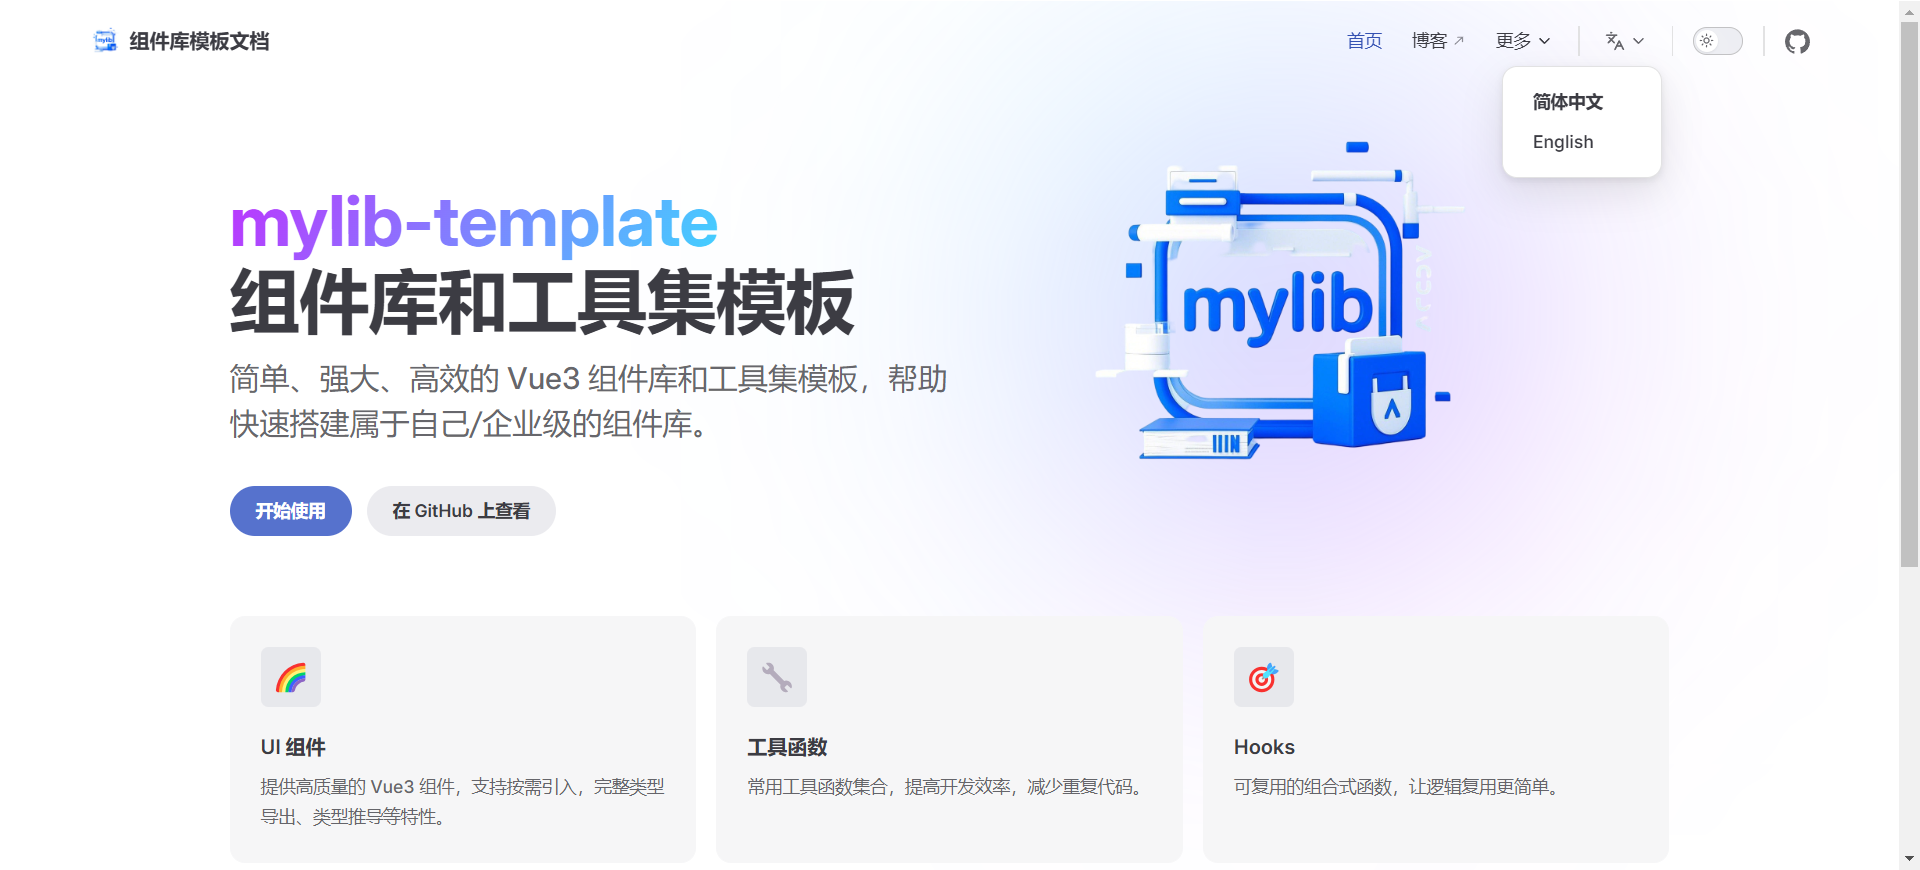 组件库模板文档
首页
博客
更多
简体中文
English
mylib-template
组件库和工具集模板
简单、强大、高效的 Vue3 组件库和工具集模板，帮助
快速搭建属于自己/企业级的组件库。
开始使用
在 GitHub 上查看
mylib
UI 组件
提供高质量的 Vue3 组件，支持按需引入，完整类型
导出、类型推导等特性。
工具函数
常用工具函数集合，提高开发效率，减少重复代码。
Hooks
可复用的组合式函数，让逻辑复用更简单。